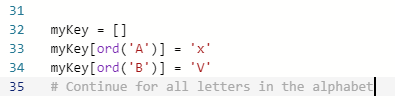 31
32 myKey = []
33 myKey[ord('A')] = 'x'
34 myKey[ord('B')] = 'V'
35 # Continue for all letters in the alphabet